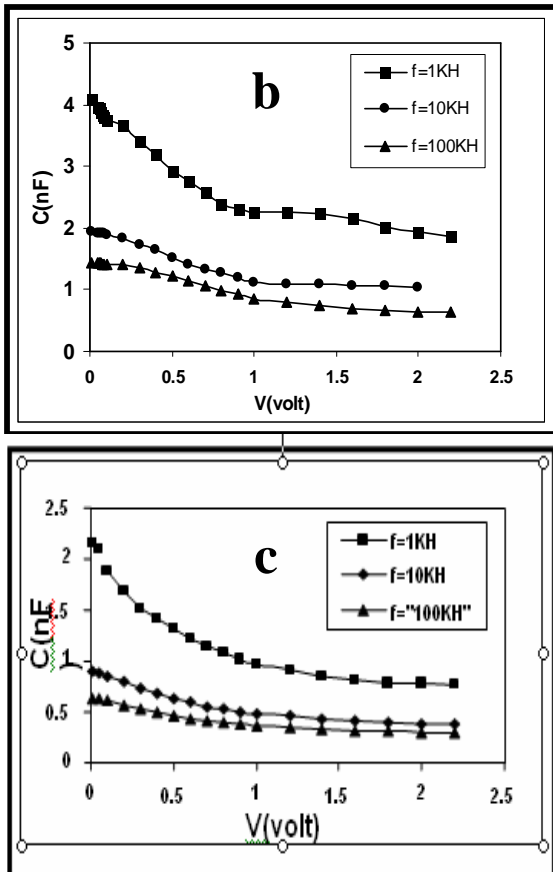 b
f=1KH
f=10KH
f=100KH
C(nF)
5
4
3
2
1
0
0 0.5 1 1.5 2 2.5
V(volt)
c
f=1KH
f=10KH
f="100KH"
C(nF
2.5
2
1.5
1
0.5
0
0 0.5 1 1.5 2 2.5
V(volt)